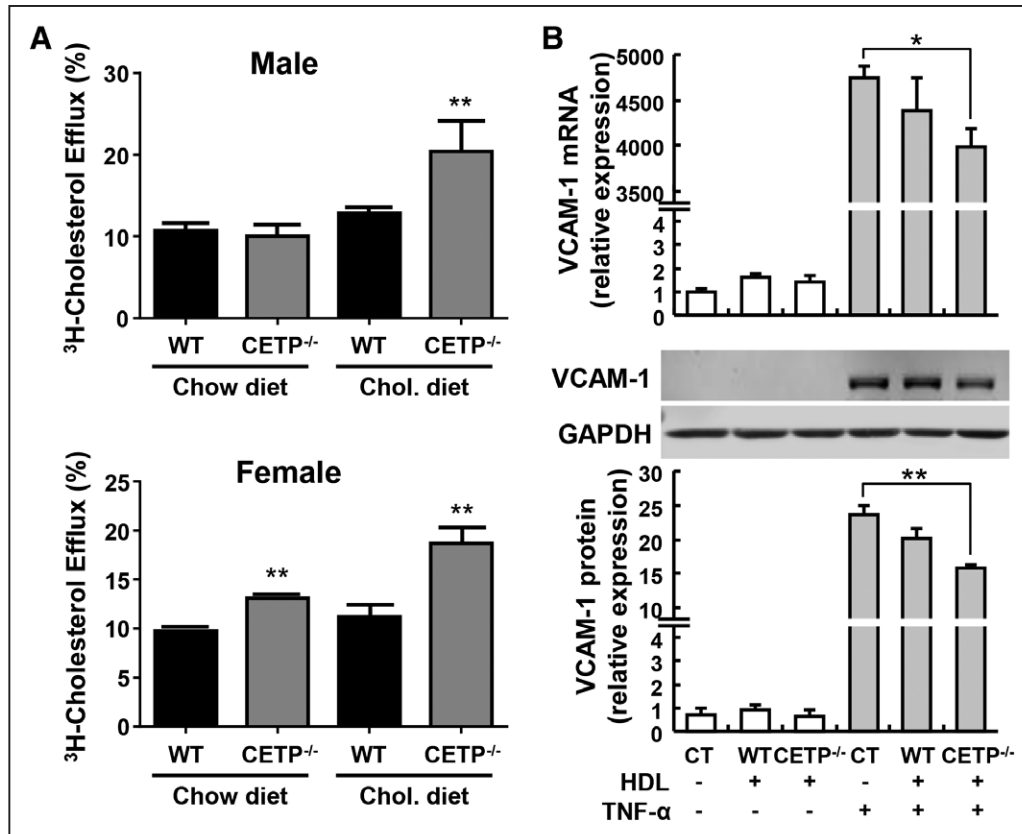 A
Male
³H-Cholesterol Efflux (%)
30
20
10
0
**
WT CETP⁻/⁻ WT CETP⁻/⁻
Chow diet Chol. diet
Female
³H-Cholesterol Efflux (%)
25
20
15
10
5
0
**
**
WT CETP⁻/⁻ WT CETP⁻/⁻
Chow diet Chol. diet
B
VCAM-1 mRNA
(relative expression)
5000
4500
4000
3500
4
3
2
1
0
*
VCAM-1
GAPDH
VCAM-1 protein
(relative expression)
30
25
20
15
10
4
3
2
1
0
**
CT WT CETP⁻/⁻ CT WT CETP⁻/⁻
HDL - + + - + +
TNF-α - - - + + +